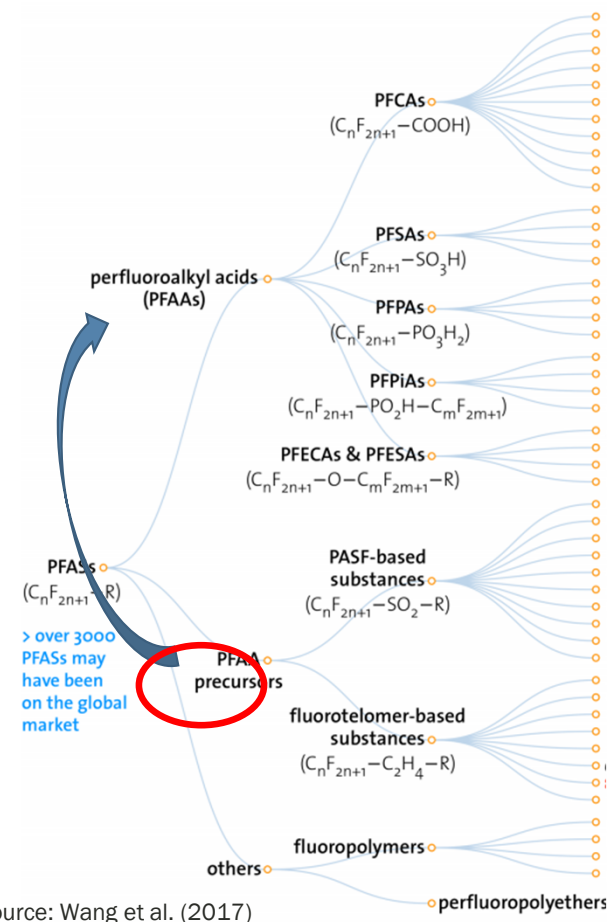 PFCAs
(CₙF₂ₙ₊₁–COOH)
PFSAs
(CₙF₂ₙ₊₁–SO₃H)
perfluoroalkyl acids
(PFAAs)
PFPAs
(CₙF₂ₙ₊₁–PO₃H₂)
PFPiAs
(CₙF₂ₙ₊₁–PO₂H–CₘF₂ₘ₊₁)
PFECAs & PFESAs
(CₙF₂ₙ₊₁–O–CₘF₂ₘ₊₁–R)
PASF-based
substances
(CₙF₂ₙ₊₁–SO₂–R)
PFASs
(CₙF₂ₙ₊₁–R)
> over 3000
PFASs may
have been
on the global
market
PFAA
precursors
fluorotelomer-based
substances
(CₙF₂ₙ₊₁–C₂H₄–R)
fluoropolymers
others
perfluoropolyethers
ource: Wang et al. (2017)